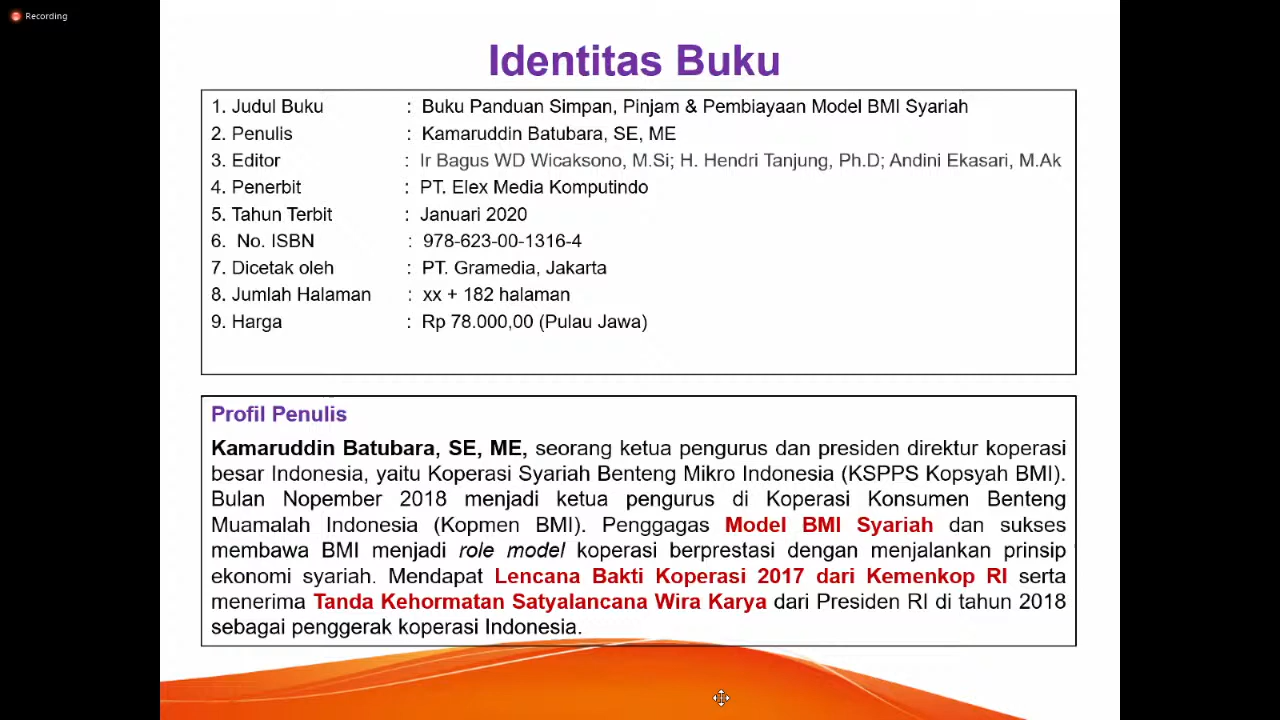 Recording
Identitas Buku
1. Judul Buku : Buku Panduan Simpan, Pinjam & Pembiayaan Model BMI Syariah
2. Penulis : Kamaruddin Batubara, SE, ME
3. Editor : Ir Bagus WD Wicaksono, M.Si; H. Hendri Tanjung, Ph.D; Andini Ekasari, M.Ak
4. Penerbit : PT. Elex Media Komputindo
5. Tahun Terbit : Januari 2020
6. No. ISBN : 978-623-00-1316-4
7. Dicetak oleh : PT. Gramedia, Jakarta
8. Jumlah Halaman : xx + 182 halaman
9. Harga : Rp 78.000,00 (Pulau Jawa)
Profil Penulis
Kamaruddin Batubara, SE, ME, seorang ketua pengurus dan presiden direktur koperasi
besar Indonesia, yaitu Koperasi Syariah Benteng Mikro Indonesia (KSPPS Kopsyah BMI).
Bulan Nopember 2018 menjadi ketua pengurus di Koperasi Konsumen Benteng
Muamalah Indonesia (Kopmen BMI). Penggagas Model BMI Syariah dan sukses
membawa BMI menjadi role model koperasi berprestasi dengan menjalankan prinsip
ekonomi syariah. Mendapat Lencana Bakti Koperasi 2017 dari Kemenkop RI serta
menerima Tanda Kehormatan Satyalancana Wira Karya dari Presiden RI di tahun 2018
sebagai penggerak koperasi Indonesia.